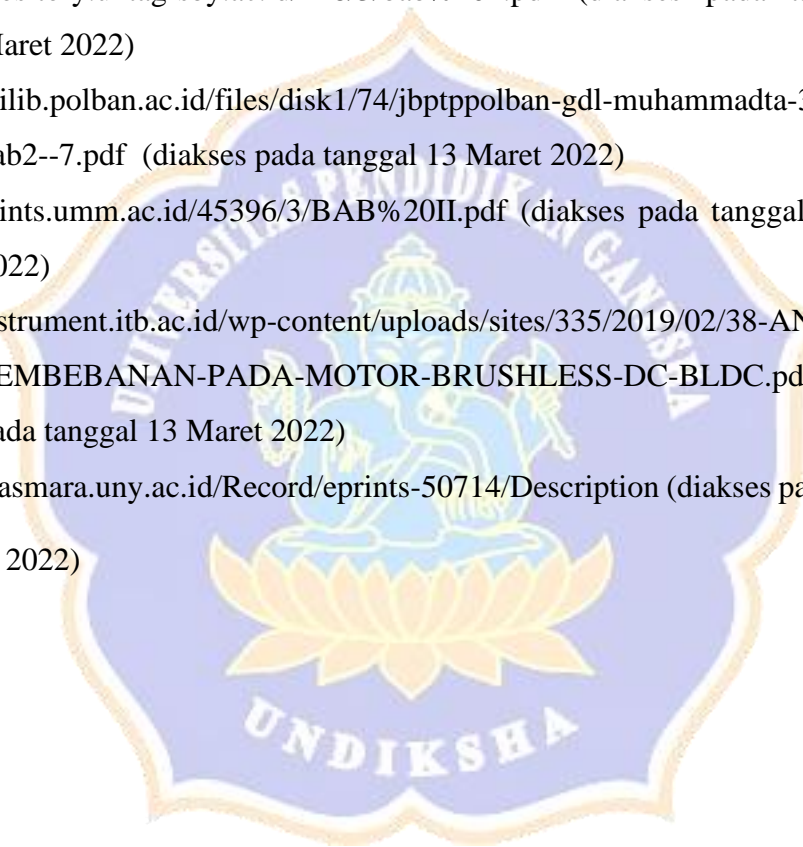 Maret 2022)
ilib.polban.ac.id/files/disk1/74/jbptppolban-gdl-muhammadta-3
ab2--7.pdf (diakses pada tanggal 13 Maret 2022)
ints.umm.ac.id/45396/3/BAB%20II.pdf (diakses pada tanggal
022)
strument.itb.ac.id/wp-content/uploads/sites/335/2019/02/38-AN
EMBEBANAN-PADA-MOTOR-BRUSHLESS-DC-BLDC.pd
ada tanggal 13 Maret 2022)
asmara.uny.ac.id/Record/eprints-50714/Description (diakses pa
2022)
UNIVERSITAS PENDIDIKAN GANESHA
UNDIKSHA